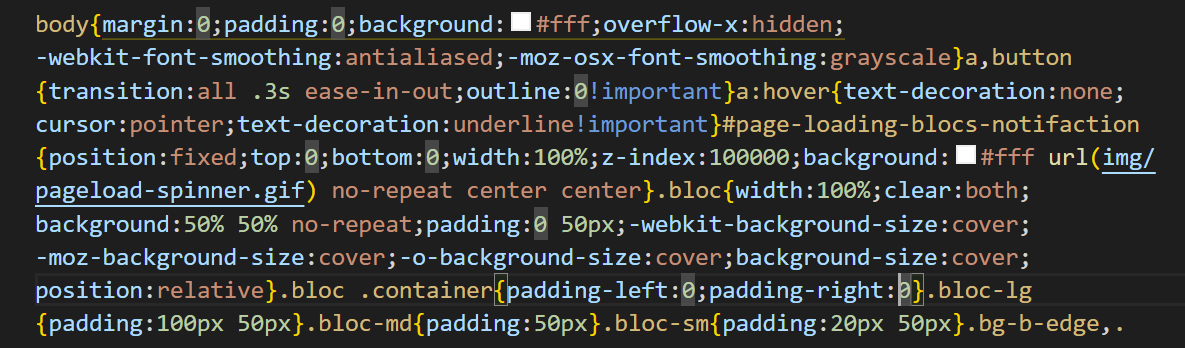 body{margin:0;padding:0;background:#fff;overflow-x:hidden;
-webkit-font-smoothing:antialiased;-moz-osx-font-smoothing:grayscale}a,button
{transition:all .3s ease-in-out;outline:0!important}a:hover{text-decoration:none;
cursor:pointer;text-decoration:underline!important}#page-loading-blocs-notifaction
{position:fixed;top:0;bottom:0;width:100%;z-index:100000;background:#fff url(img/
pageload-spinner.gif) no-repeat center center}.bloc{width:100%;clear:both;
background:50% 50% no-repeat;padding:0 50px;-webkit-background-size:cover;
-moz-background-size:cover;-o-background-size:cover;background-size:cover;
position:relative}.bloc .container{padding-left:0;padding-right:0}.bloc-lg
{padding:100px 50px}.bloc-md{padding:50px}.bloc-sm{padding:20px 50px}.bg-b-edge,.